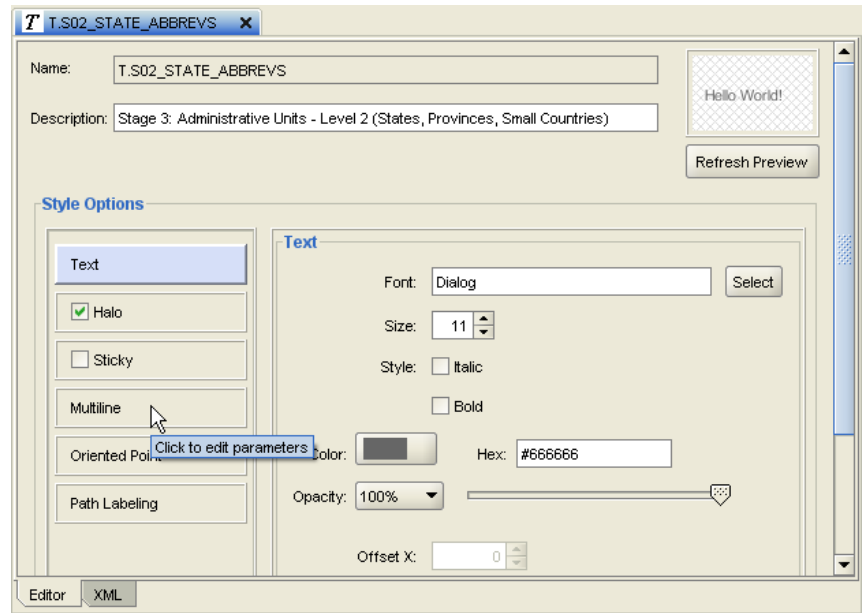 T T.S02_STATE_ABBREVS
Name: T.S02_STATE_ABBREVS
Hello World!
Description: Stage 3: Administrative Units - Level 2 (States, Provinces, Small Countries)
Refresh Preview
Style Options
Text
Halo
Sticky
Multiline
Click to edit parameters
Oriented Point
Path Labeling
Text
Font: Dialog Select
Size: 11
Style: Italic
Bold
Color: Hex: #666666
Opacity: 100%
Offset X: 0
Editor XML